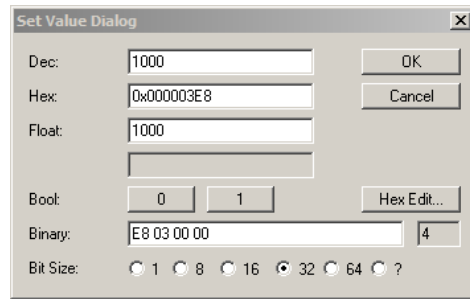 Set Value Dialog
Dec: 1000 OK
Hex: 0x000003E8 Cancel
Float: 1000
Bool: 0 1 Hex Edit...
Binary: E8 03 00 00 4
Bit Size: 1 8 16 32 64 ?